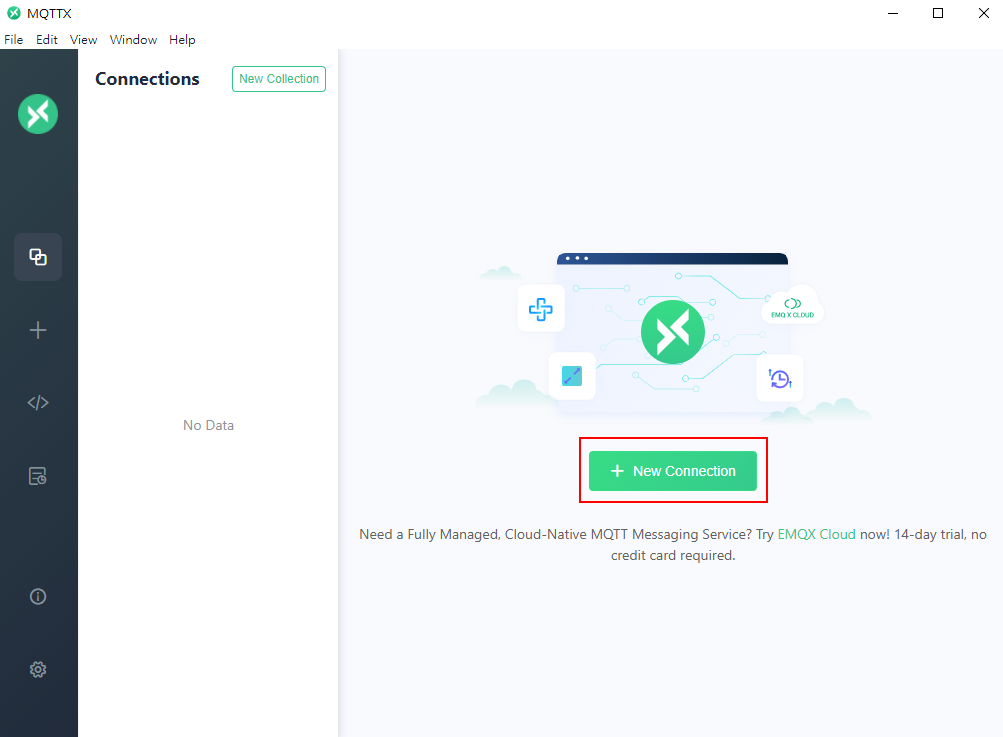 MQTTX
File Edit View Window Help
Connections
New Collection
EMQ X CLOUD
No Data
New Connection
Need a Fully Managed, Cloud-Native MQTT Messaging Service? Try EMQX Cloud now! 14-day trial, no
credit card required.